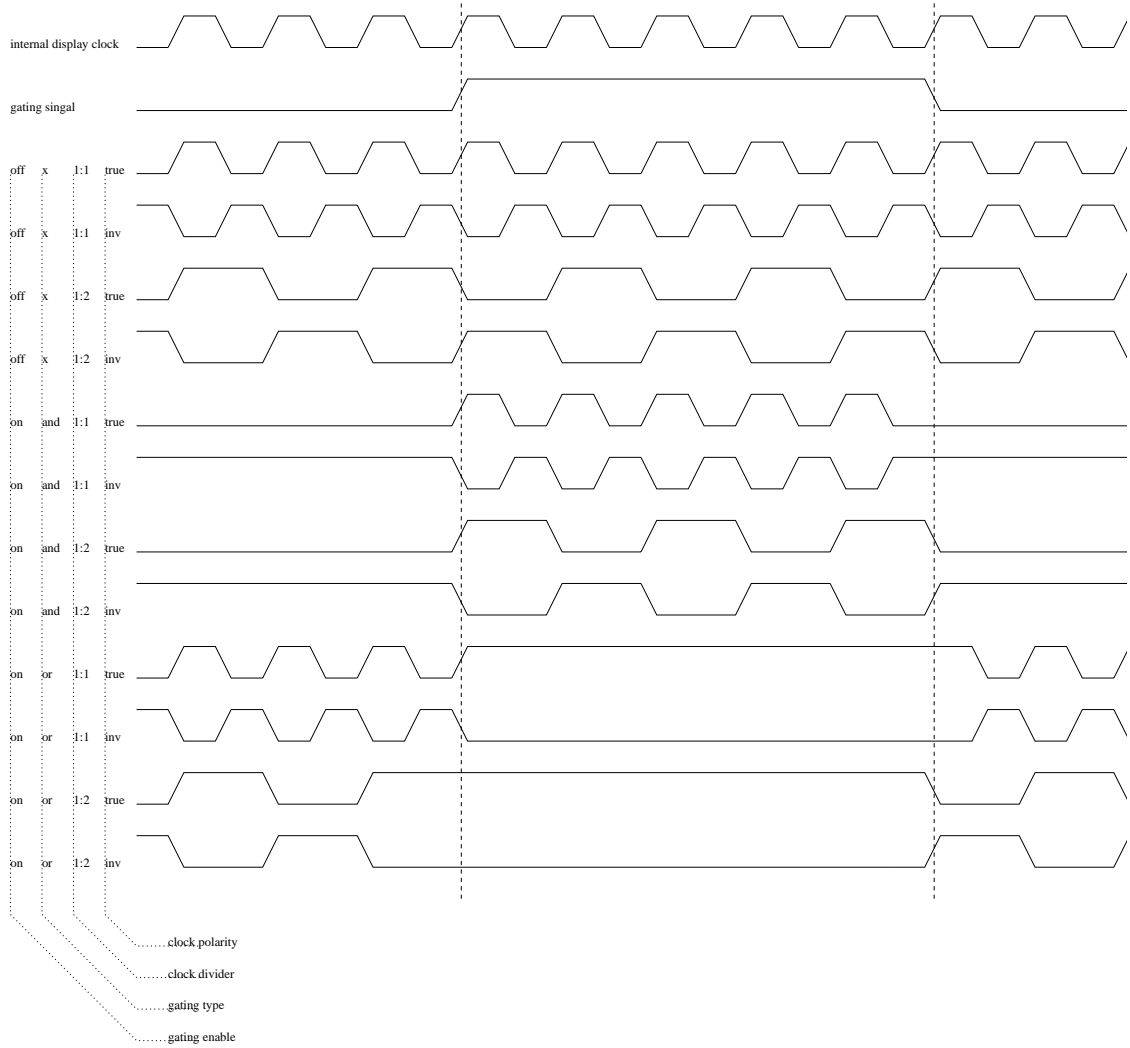 internal display clock
gating singal
off x 1:1 true
off x 1:1 inv
off x 1:2 true
off x 1:2 inv
on and 1:1 true
on and 1:1 inv
on and 1:2 true
on and 1:2 inv
on or 1:1 true
on or 1:1 inv
on or 1:2 true
on or 1:2 inv
clock polarity
clock divider
gating type
gating enable